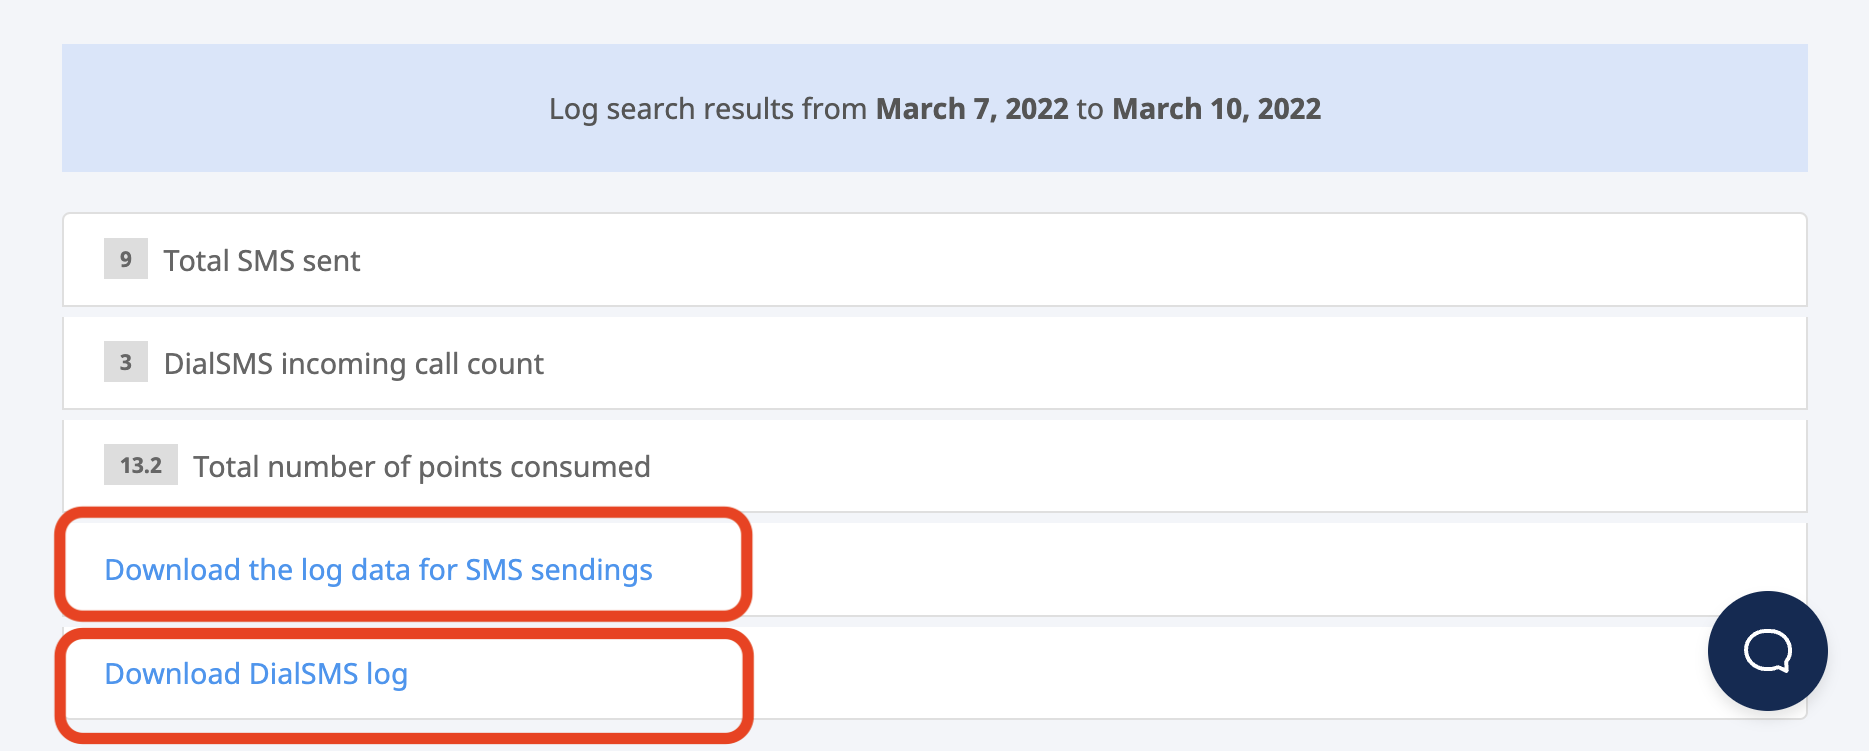 Log search results from March 7, 2022 to March 10, 2022
9 Total SMS sent
3 DialSMS incoming call count
13.2 Total number of points consumed
Download the log data for SMS sendings
Download DialSMS log